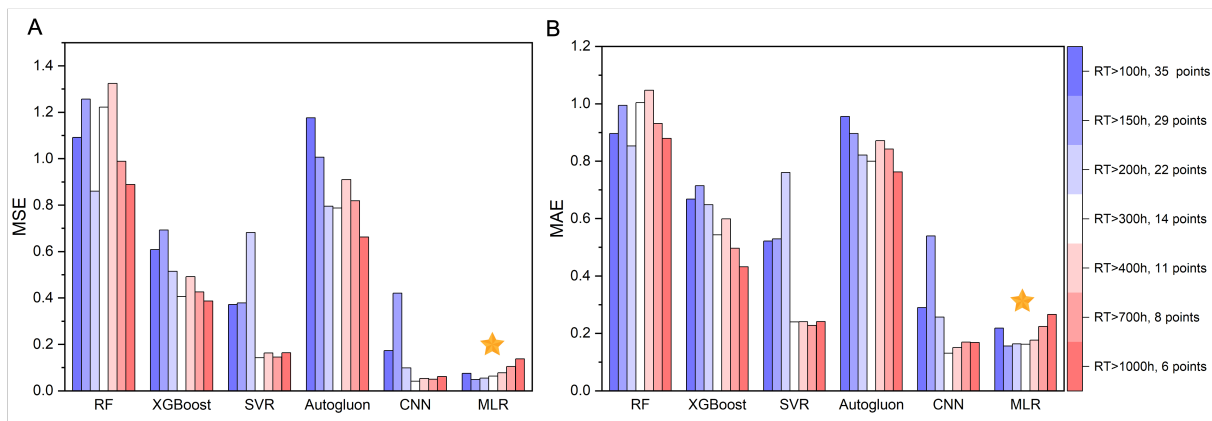 A
MSE
1.4
1.2
1.0
0.8
0.6
0.4
0.2
0.0
RF XGBoost SVR Autogluon CNN MLR
B
MAE
1.2
1.0
0.8
0.6
0.4
0.2
0.0
RF XGBoost SVR Autogluon CNN MLR
RT>100h, 35 points
RT>150h, 29 points
RT>200h, 22 points
RT>300h, 14 points
RT>400h, 11 points
RT>700h, 8 points
RT>1000h, 6 points